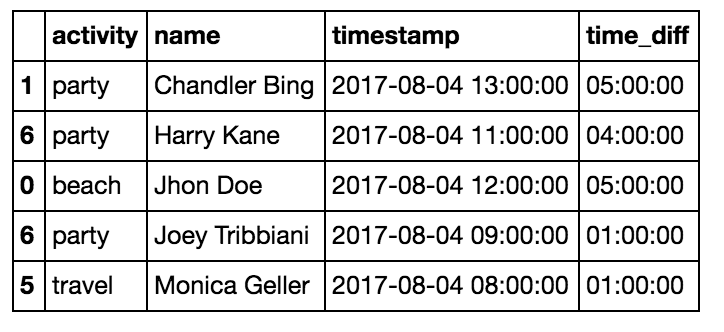 activity name timestamp time_diff
1 party Chandler Bing 2017-08-04 13:00:00 05:00:00
6 party Harry Kane 2017-08-04 11:00:00 04:00:00
0 beach Jhon Doe 2017-08-04 12:00:00 05:00:00
6 party Joey Tribbiani 2017-08-04 09:00:00 01:00:00
5 travel Monica Geller 2017-08-04 08:00:00 01:00:00